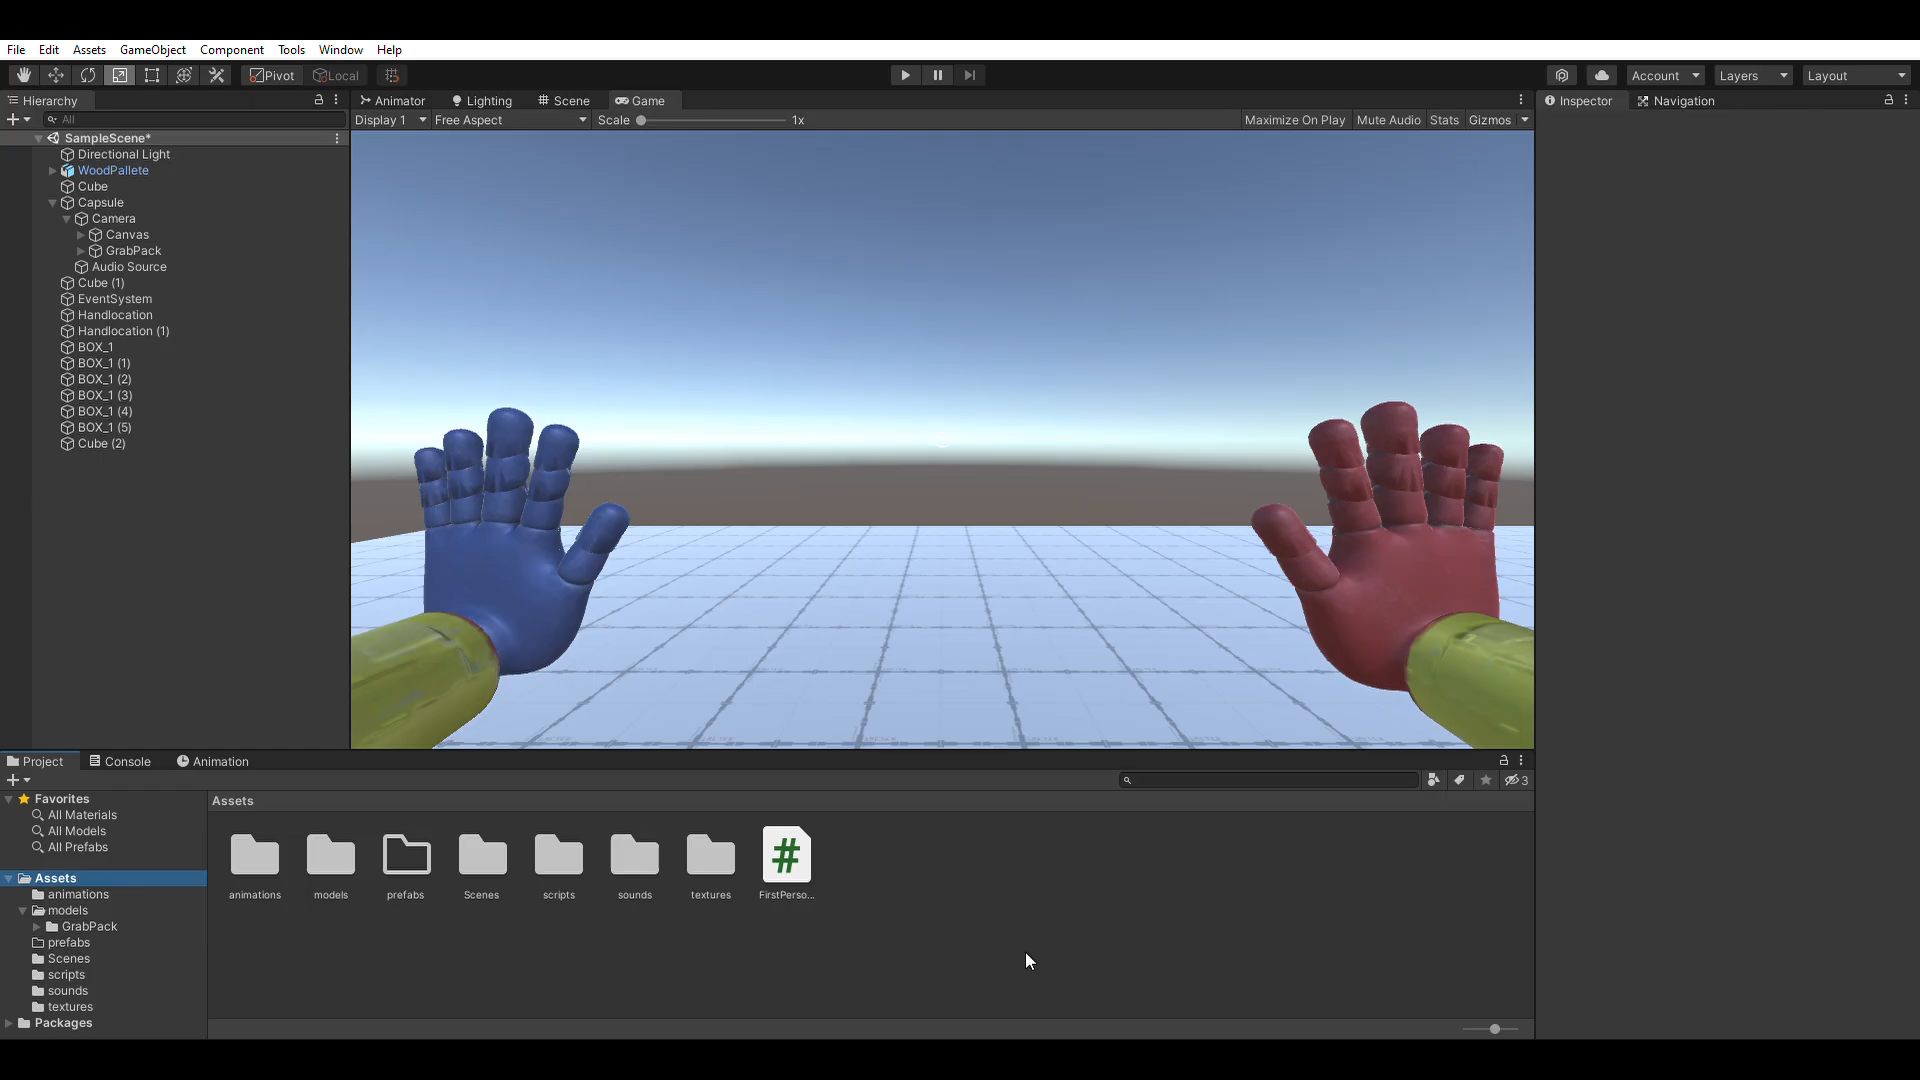 File Edit Assets GameObject Component Tools Window Help
Pivot Local Account Layers Layout
Hierarchy Animator Lighting Scene Game Inspector Navigation
All Display 1 Free Aspect Scale 1x Maximize On Play Mute Audio Stats Gizmos
SampleScene*
Directional Light
WoodPallete
Cube
Capsule
Camera
Canvas
GrabPack
Audio Source
Cube (1)
EventSystem
Handlocation
Handlocation (1)
BOX_1
BOX_1 (1)
BOX_1 (2)
BOX_1 (3)
BOX_1 (4)
BOX_1 (5)
Cube (2)
Project Console Animation
3
Favorites
All Materials
All Models
All Prefabs
Assets
animations
models
GrabPack
prefabs
Scenes
scripts
sounds
textures
Packages
Assets
#
animations models prefabs Scenes scripts sounds textures FirstPerso...